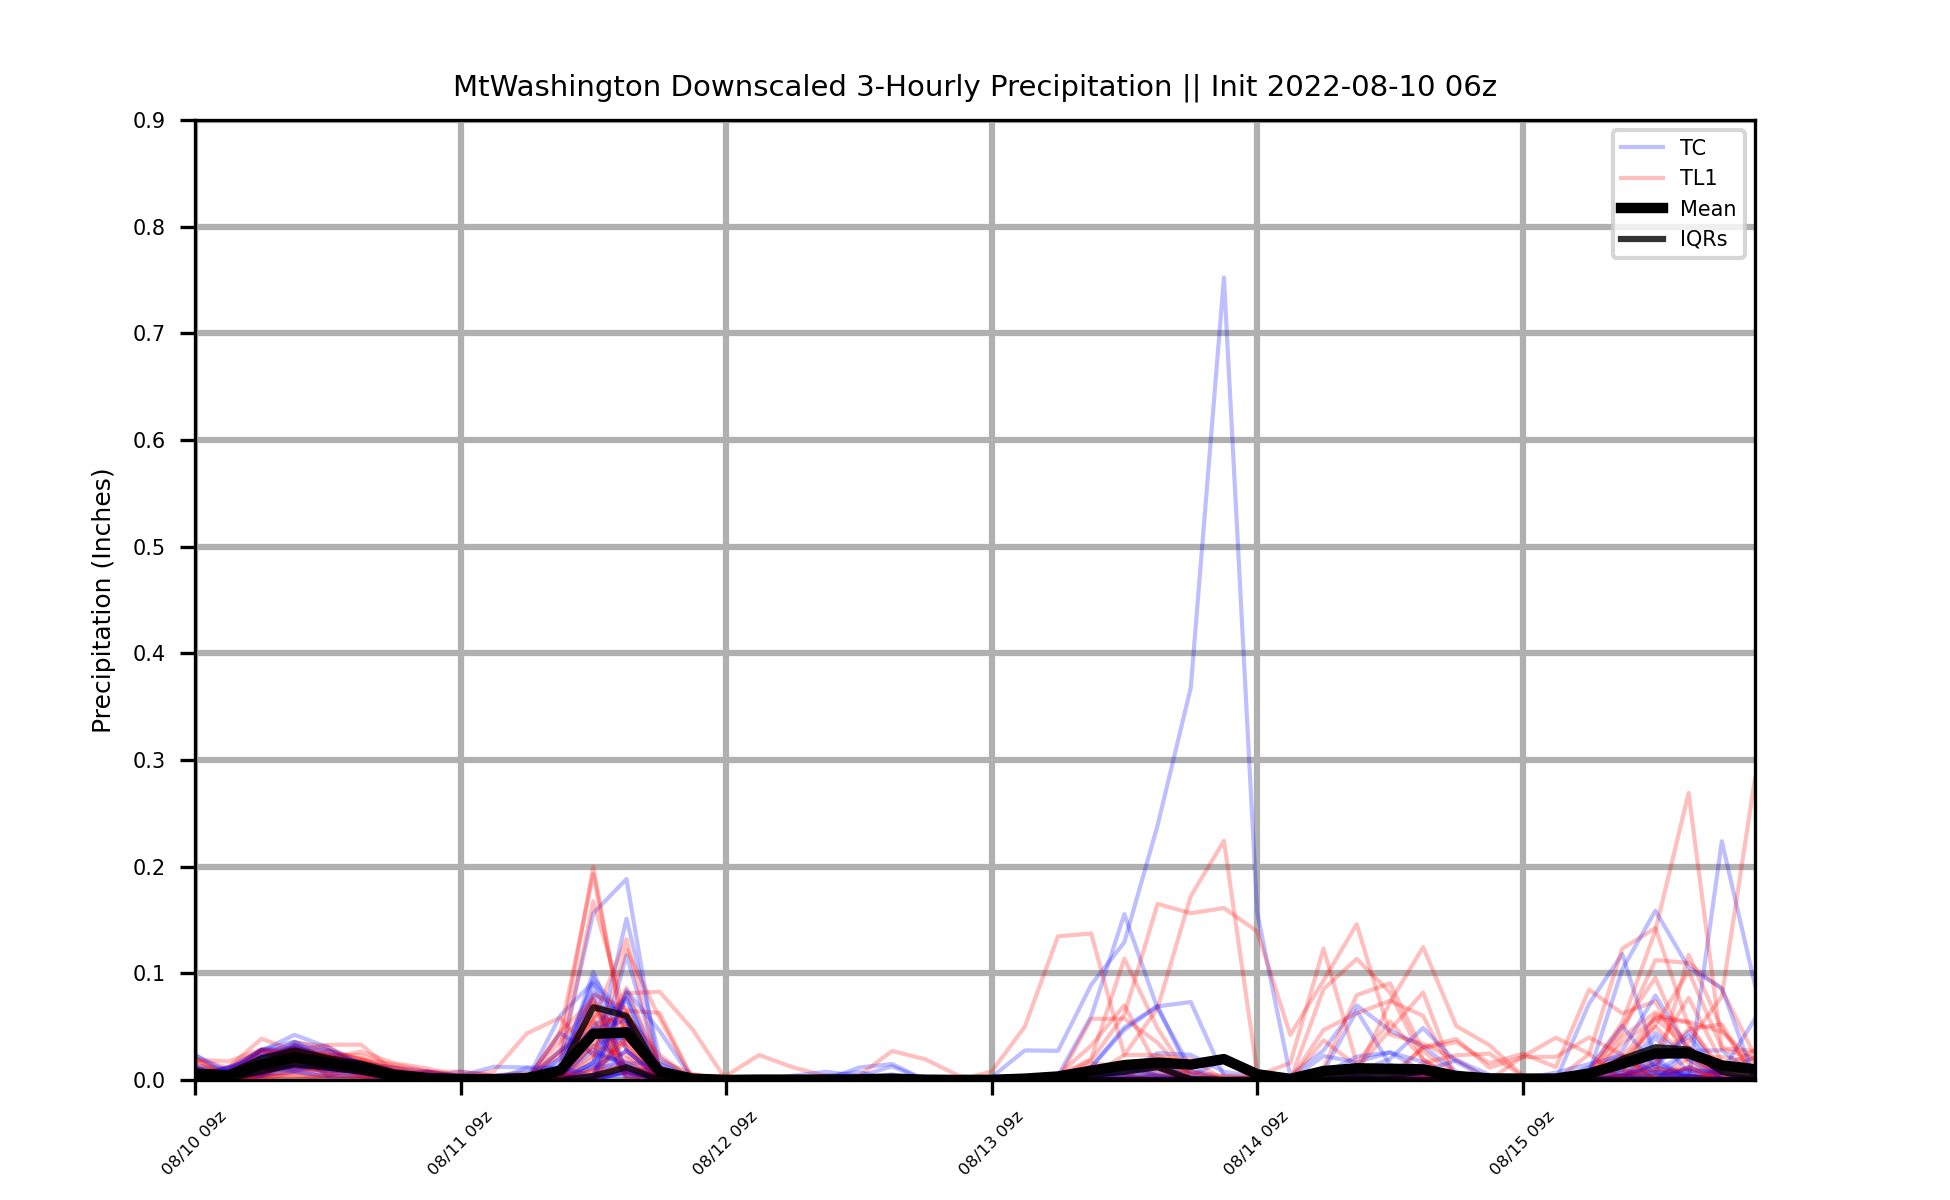 MtWashington Downscaled 3-Hourly Precipitation || Init 2022-08-10 06z
0.9
0.8
0.7
0.6
0.5
0.4
0.3
0.2
0.1
0.0
Precipitation (Inches)
TC
TL1
Mean
IQRs
08/10 09z
08/11 09z
08/12 09z
08/13 09z
08/14 09z
08/15 09z